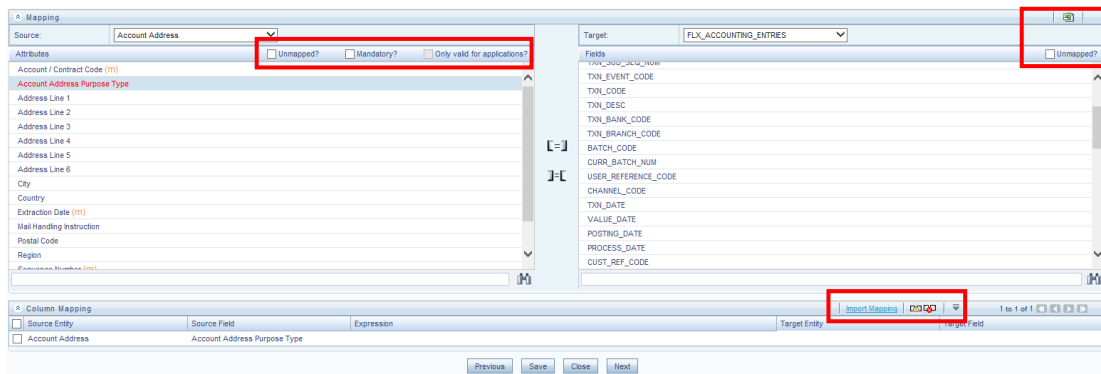 Mapping
Source: Account Address
Target: FLX_ACCOUNTING_ENTRIES
Attributes Unmapped? Mandatory? Only valid for applications?
Fields Unmapped?
Account / Contract Code (m)
Account Address Purpose Type
Address Line 1
Address Line 2
Address Line 3
Address Line 4
Address Line 5
Address Line 6
City
Country
Extraction Date (m)
Mail Handling Instruction
Postal Code
Region
Sequence Number (m)
TXN_SUB_SEQ_NUM
TXN_EVENT_CODE
TXN_CODE
TXN_DESC
TXN_BANK_CODE
TXN_BRANCH_CODE
BATCH_CODE
CURR_BATCH_NUM
USER_REFERENCE_CODE
CHANNEL_CODE
TXN_DATE
VALUE_DATE
POSTING_DATE
PROCESS_DATE
CUST_REF_CODE
Column Mapping Import Mapping 1 to 1 of 1
Source Entity Source Field Expression Target Entity Target Field
Account Address Account Address Purpose Type
Previous Save Close Next